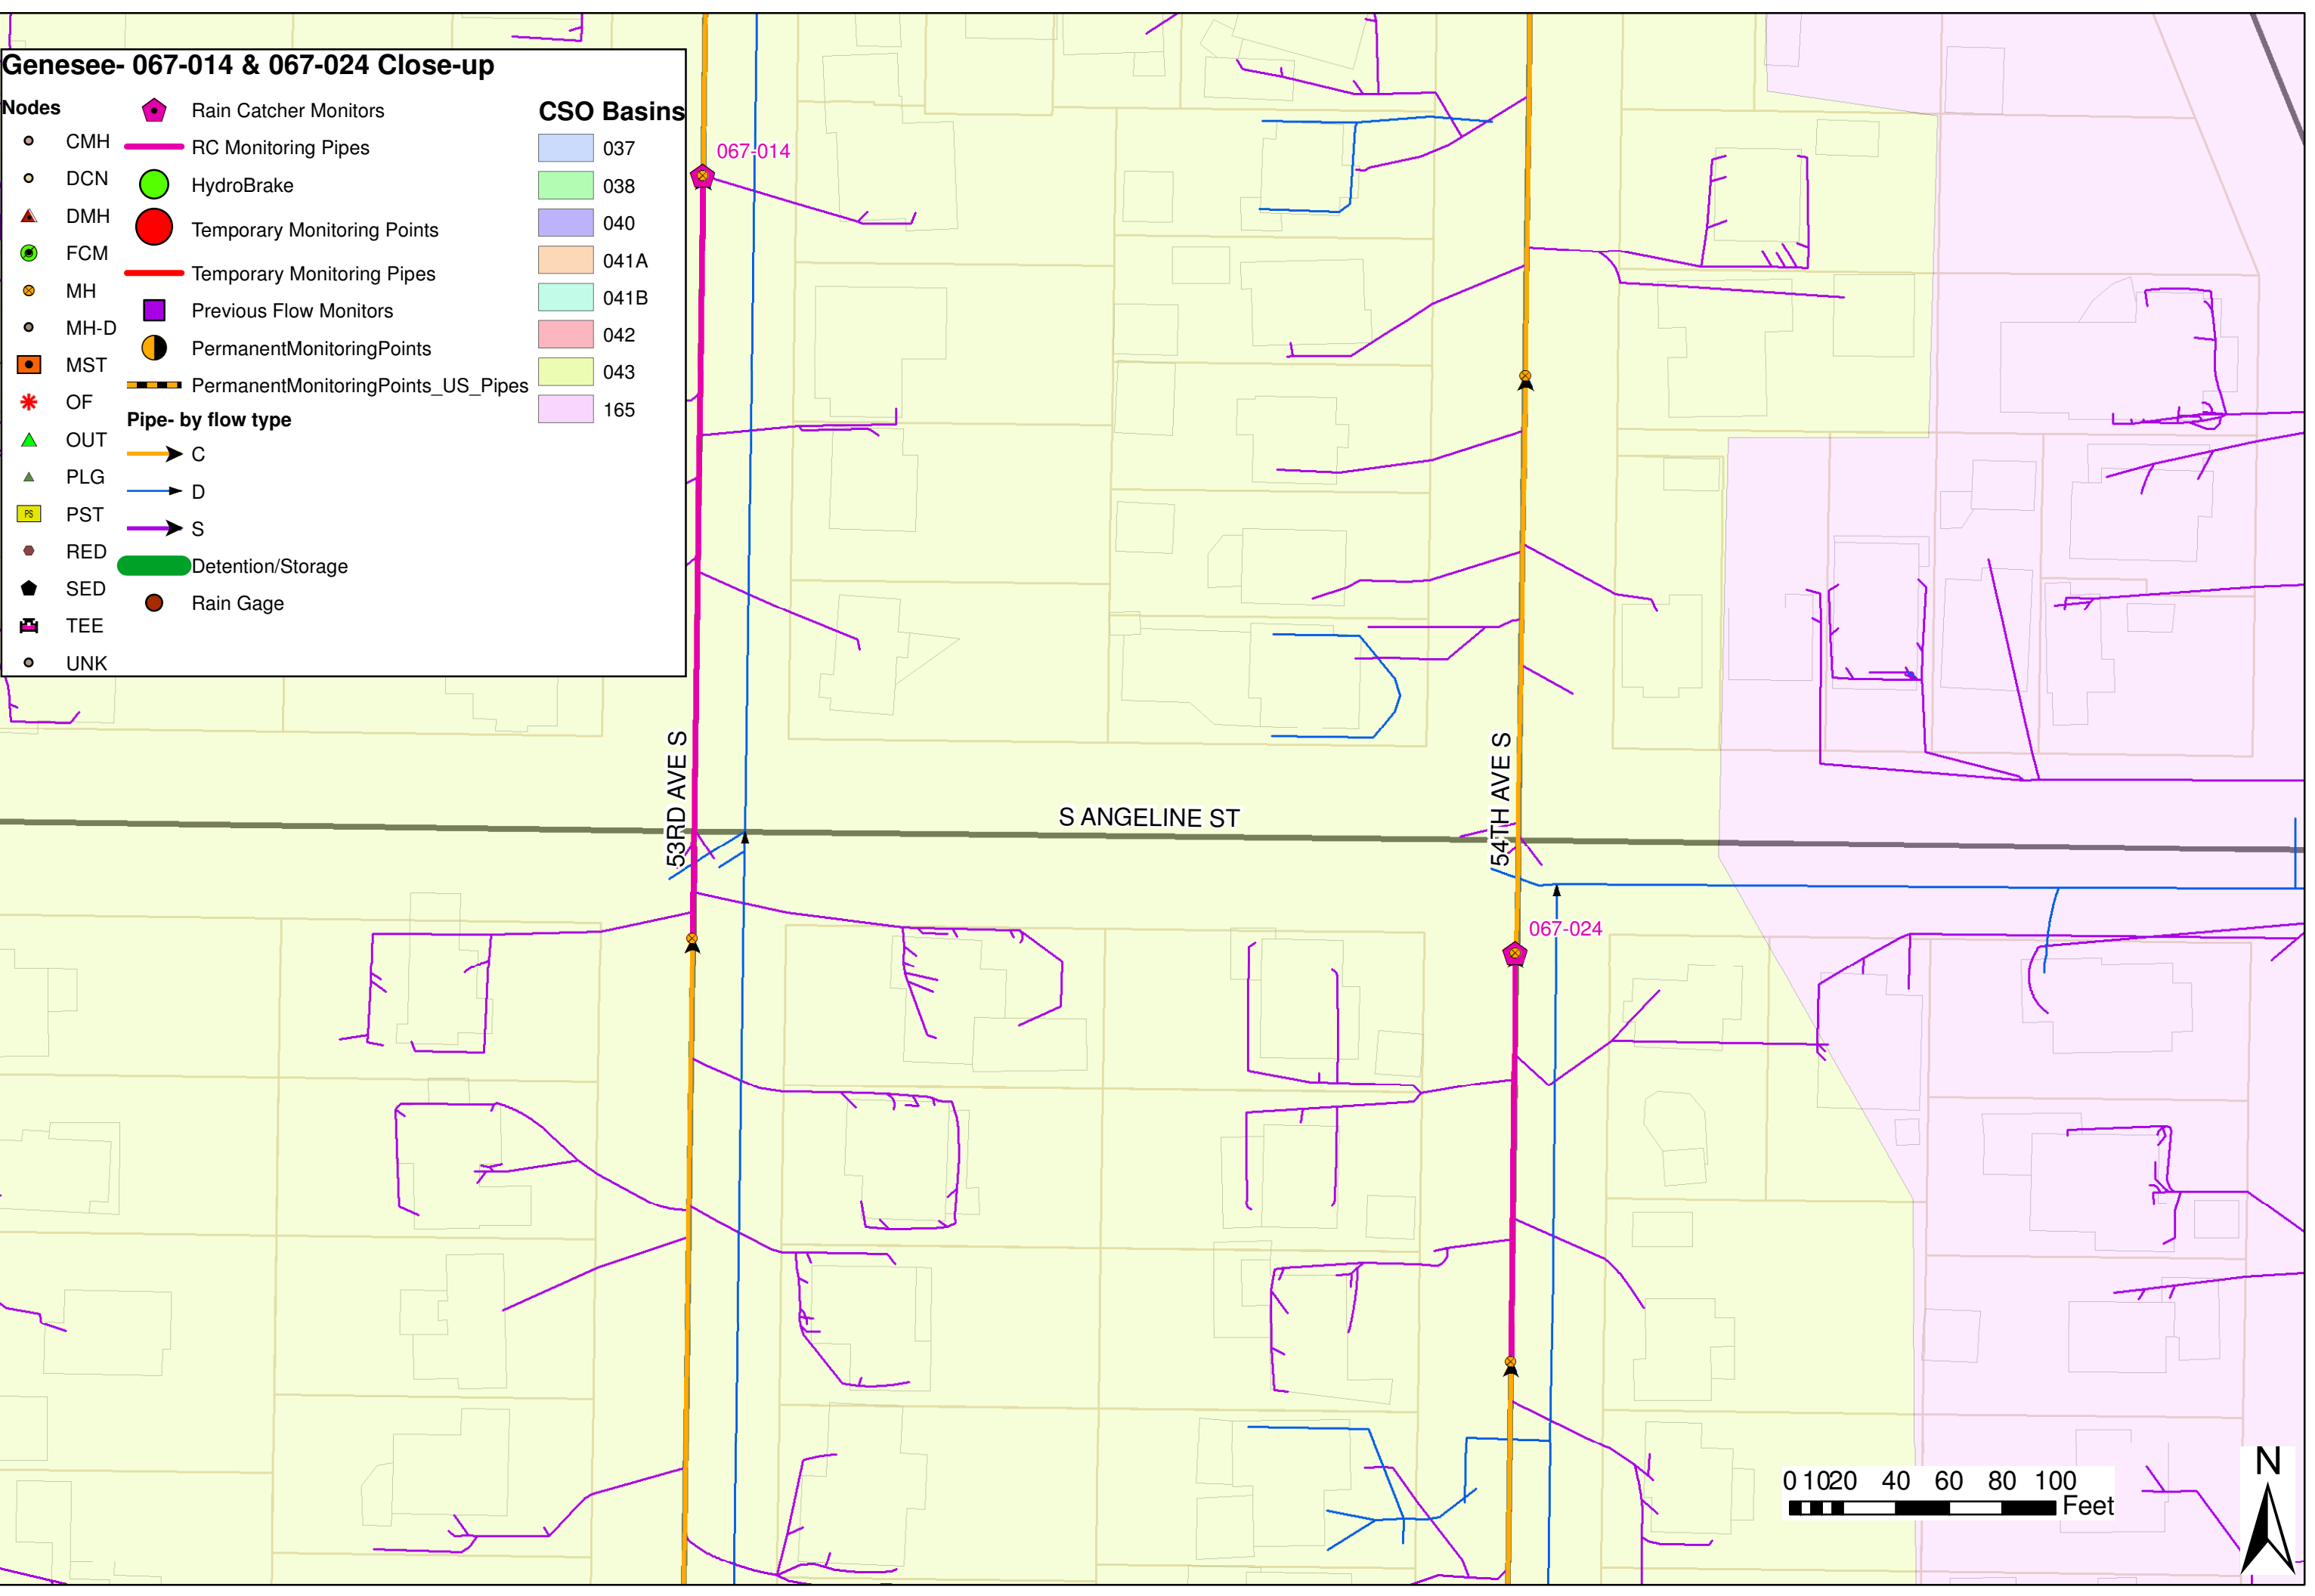 Genesee- 067-014 & 067-024 Close-up
Nodes
CMH
DCN
DMH
FCM
MH
MH-D
MST
OF
OUT
PLG
PS PST
RED
SED
TEE
UNK
Rain Catcher Monitors
RC Monitoring Pipes
HydroBrake
Temporary Monitoring Points
Temporary Monitoring Pipes
Previous Flow Monitors
PermanentMonitoringPoints
PermanentMonitoringPoints_US_Pipes
Pipe- by flow type
C
D
S
Detention/Storage
Rain Gage
CSO Basins
037
038
040
041A
041B
042
043
165
067-014
53RD AVE S
S ANGELINE ST
54TH AVE S
067-024
0 10 20 40 60 80 100
Feet
N